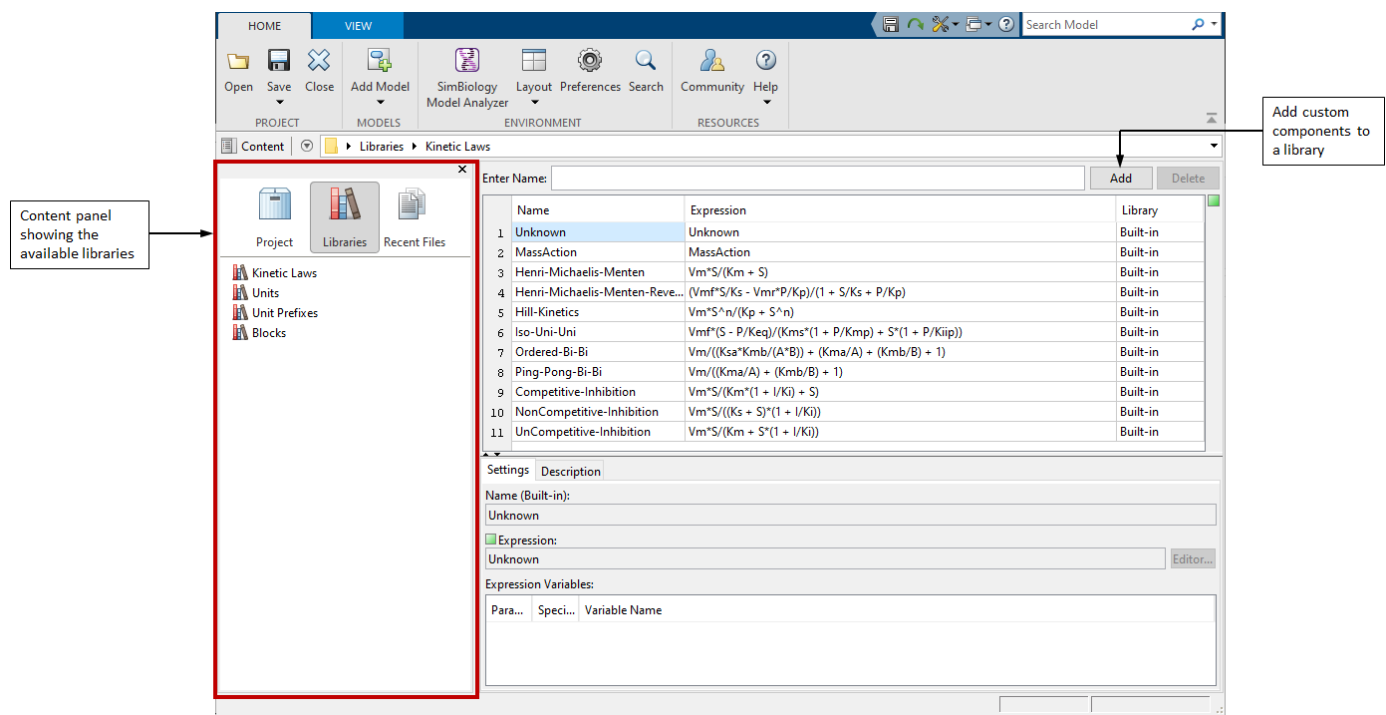 HOME VIEW Search Model
Open Save Close Add Model SimBiology Model Analyzer Layout Preferences Search Community Help
PROJECT MODELS ENVIRONMENT RESOURCES
Content Libraries Kinetic Laws
Add custom
components to
a library
Content panel
showing the
available libraries
Project Libraries Recent Files
Kinetic Laws
Units
Unit Prefixes
Blocks
Enter Name: Add Delete
Name Expression Library
1 Unknown Unknown Built-in
2 MassAction MassAction Built-in
3 Henri-Michaelis-Menten Vm*S/(Km + S) Built-in
4 Henri-Michaelis-Menten-Reve... (Vmf*S/Ks - Vmr*P/Kp)/(1 + S/Ks + P/Kp) Built-in
5 Hill-Kinetics Vm*S^n/(Kp + S^n) Built-in
6 Iso-Uni-Uni Vmf*(S - P/Keq)/(Kms*(1 + P/Kmp) + S*(1 + P/Kiip)) Built-in
7 Ordered-Bi-Bi Vm/((Ksa*Kmb/(A*B)) + (Kma/A) + (Kmb/B) + 1) Built-in
8 Ping-Pong-Bi-Bi Vm/((Kma/A) + (Kmb/B) + 1) Built-in
9 Competitive-Inhibition Vm*S/(Km*(1 + I/Ki) + S) Built-in
10 NonCompetitive-Inhibition Vm*S/((Ks + S)*(1 + I/Ki)) Built-in
11 UnCompetitive-Inhibition Vm*S/(Km + S*(1 + I/Ki)) Built-in
Settings Description
Name (Built-in):
Unknown
Expression:
Unknown Editor...
Expression Variables:
Para... Speci... Variable Name